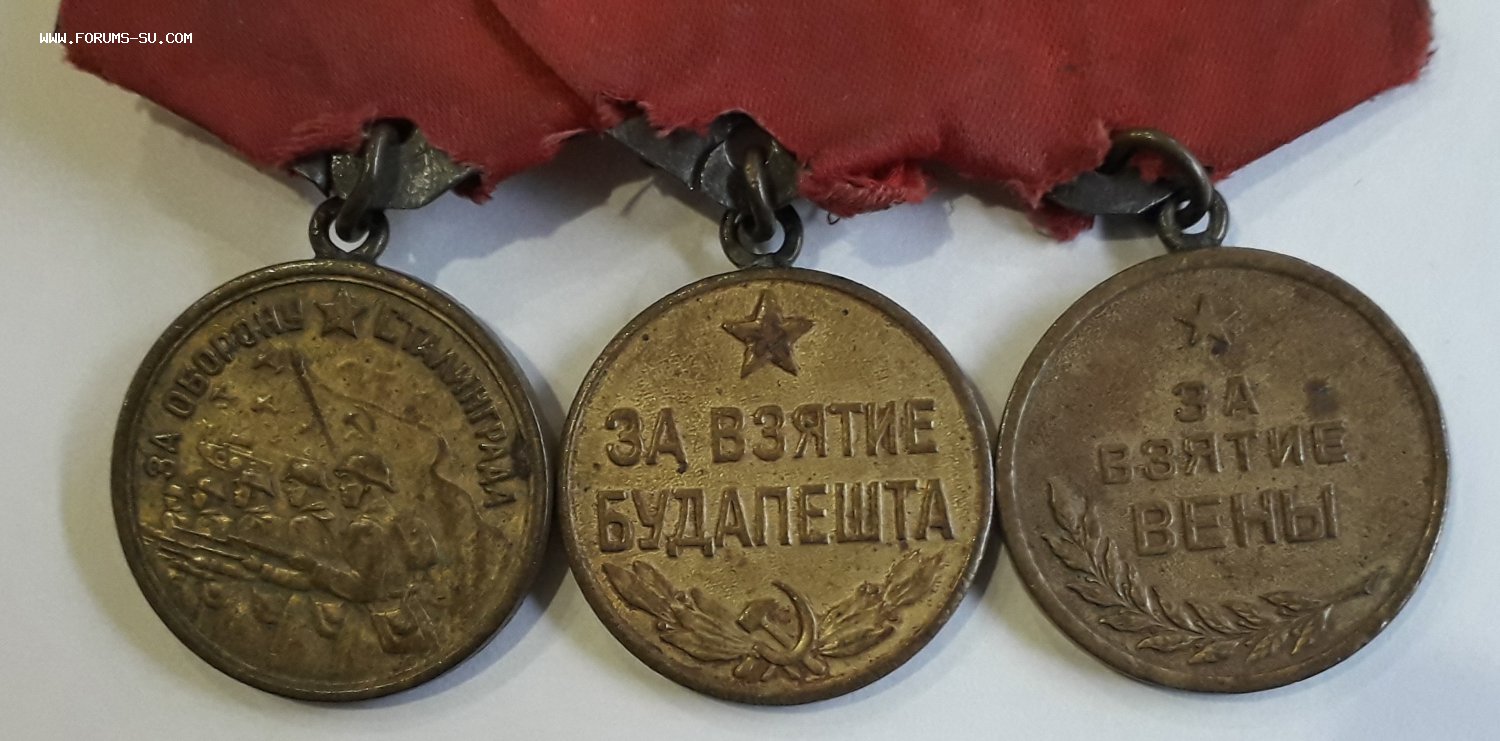 WWW.FORUMS-SU.COM
ЗА ОБОРОНУ СТАЛИНГРАДА
ЗА ВЗЯТИЕ
БУДАПЕШТА
ЗА
ВЗЯТИЕ
ВЕНЫ